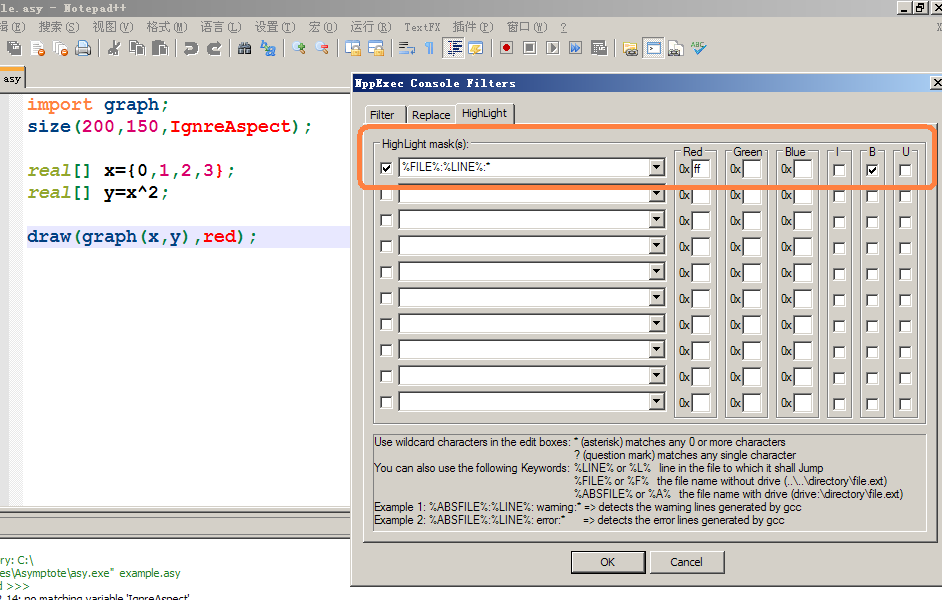 le.asy - Notepad++
辑(E) 搜索(S) 视图(V) 格式(M) 语言(L) 设置(T) 宏(O) 运行(R) TextFX 插件(P) 窗口(W) ?
asy
import graph;
size(200,150,IgnreAspect);
real[] x={0,1,2,3};
real[] y=x^2;
draw(graph(x,y),red);
ry: C:\
es\Asymptote\asy.exe" example.asy
d >>>
14: no matching variable 'IgnreAspect'
NppExec Console Filters
Filter Replace HighLight
HighLight mask(s): Red Green Blue I B U
%FILE%:%LINE%:* 0x ff 0x 0x
0x 0x 0x
0x 0x 0x
0x 0x 0x
0x 0x 0x
0x 0x 0x
0x 0x 0x
0x 0x 0x
0x 0x 0x
0x 0x 0x
Use wildcard characters in the edit boxes: * (asterisk) matches any 0 or more characters
? (question mark) matches any single character
You can also use the following Keywords: %LINE% or %L% line in the file to which it shall Jump
%FILE% or %F% the file name without drive (..\..\directory\file.ext)
%ABSFILE% or %A% the file name with drive (drive:\directory\file.ext)
Example 1: %ABSFILE%:%LINE%: warning:* => detects the warning lines generated by gcc
Example 2: %ABSFILE%:%LINE%: error:* => detects the error lines generated by gcc
OK Cancel